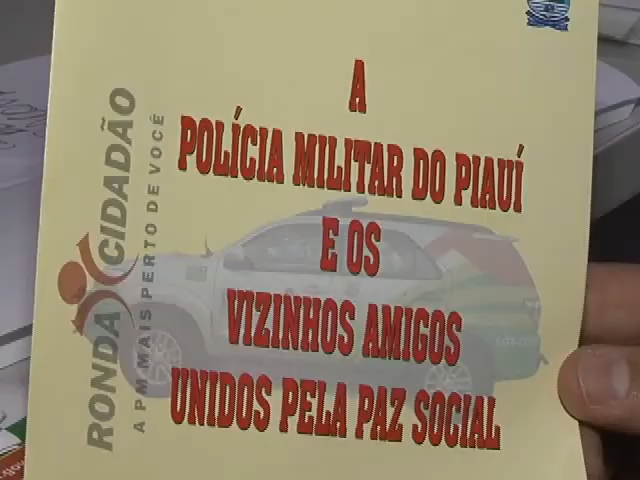 A
POLÍCIA MILITAR DO PIAUÍ
E OS
VIZINHOS AMIGOS
UNIDOS PELA PAZ SOCIAL
RONDA CIDADÃO
A PM MAIS PERTO DE VOCÊ